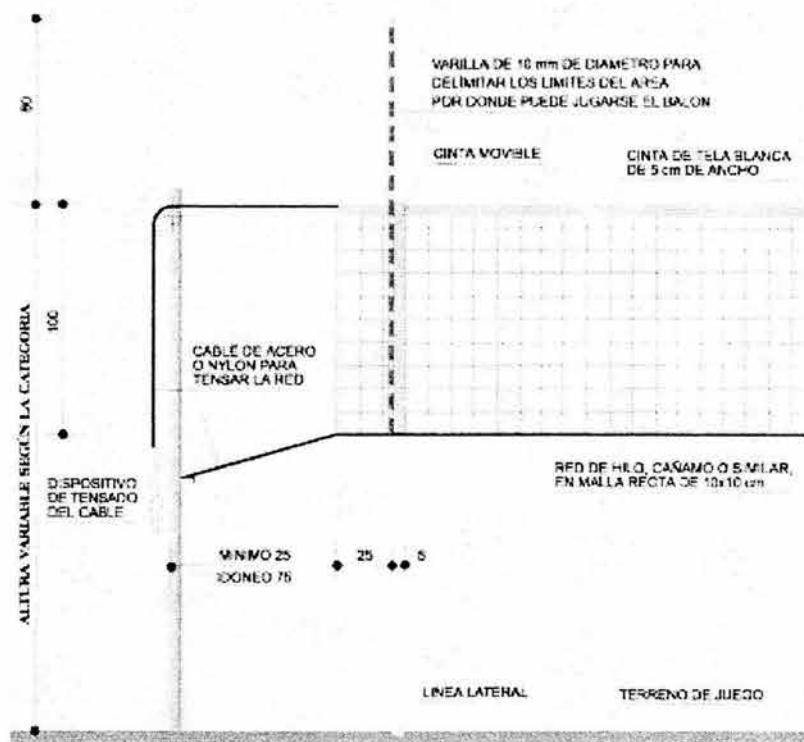 VARILLA DE 10 mm DE DIAMETRO PARA
DELIMITAR LOS LIMITES DEL AREA
POR DONDE PUEDE JUGARSE EL BALON
80
CINTA MOVIBLE
CINTA DE TELA BLANCA
DE 5 cm DE ANCHO
ALTURA VARIABLE SEGÚN LA CATEGORIA
100
CABLE DE ACERO
O NYLON PARA
TENSAR LA RED
DISPOSITIVO
DE TENSADO
DEL CABLE
RED DE HILO, CAÑAMO O SIMILAR,
EN MALLA RECTA DE 10x10 cm
MINIMO 25
IDONEO 75
25
5
LINEA LATERAL
TERRENO DE JUEGO